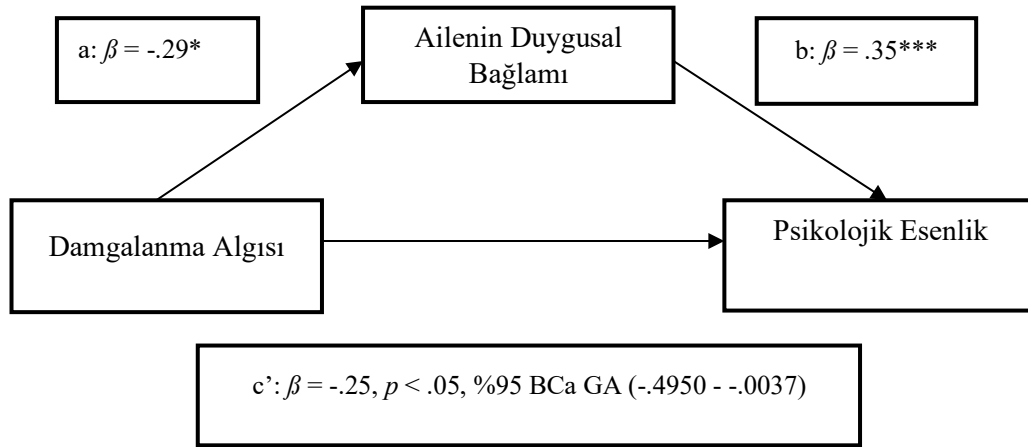 a: β = -.29*
Ailenin Duygusal
Bağlamı
b: β = .35***
Damgalanma Algısı
Psikolojik Esenlik
c’: β = -.25, p < .05, %95 BCa GA (-.4950 - -.0037)